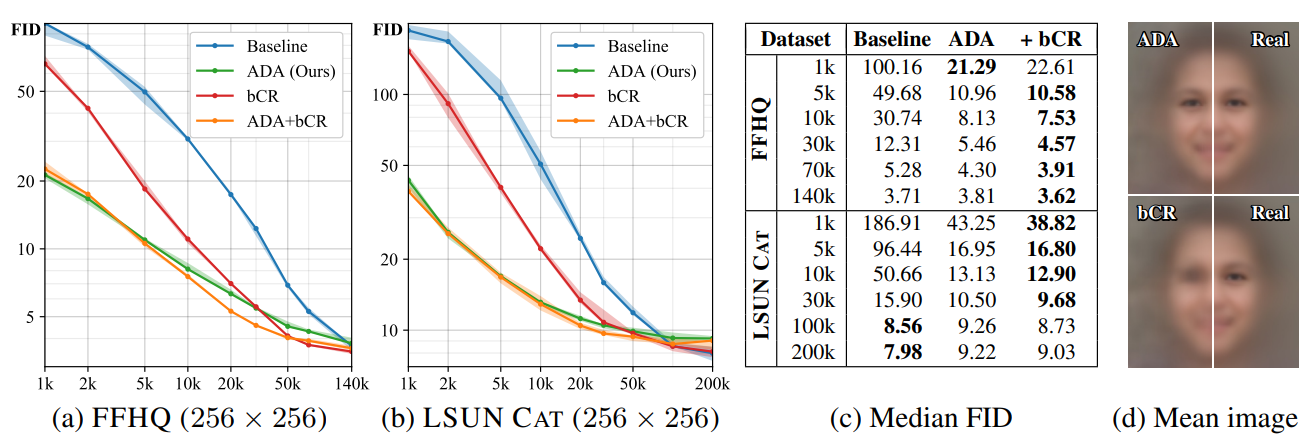 FID
50
20
10
5
1k 2k 5k 10k 20k 50k 140k
Baseline
ADA (Ours)
bCR
ADA+bCR
(a) FFHQ (256 × 256)
FID
100
50
20
10
1k 2k 5k 10k 20k 50k 200k
Baseline
ADA (Ours)
bCR
ADA+bCR
(b) LSUN CAT (256 × 256)
Dataset Baseline ADA + bCR
FFHQ
1k 100.16 21.29 22.61
5k 49.68 10.96 10.58
10k 30.74 8.13 7.53
30k 12.31 5.46 4.57
70k 5.28 4.30 3.91
140k 3.71 3.81 3.62
LSUN CAT
1k 186.91 43.25 38.82
5k 96.44 16.95 16.80
10k 50.66 13.13 12.90
30k 15.90 10.50 9.68
100k 8.56 9.26 8.73
200k 7.98 9.22 9.03
(c) Median FID
ADA Real
bCR Real
(d) Mean image